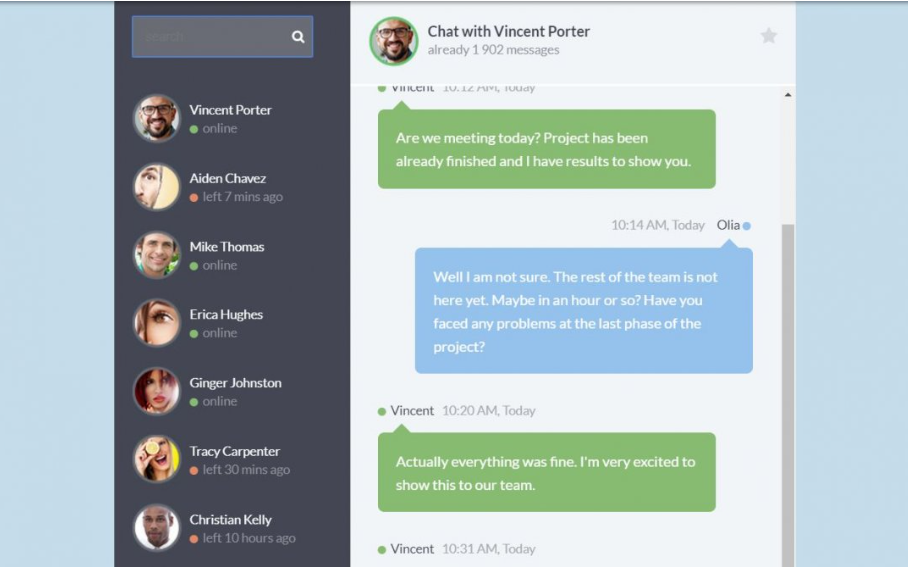 search
Vincent Porter
online
Aiden Chavez
left 7 mins ago
Mike Thomas
online
Erica Hughes
online
Ginger Johnston
online
Tracy Carpenter
left 30 mins ago
Christian Kelly
left 10 hours ago
Chat with Vincent Porter
already 1 902 messages
Vincent 10:12 AM, Today
Are we meeting today? Project has been
already finished and I have results to show you.
10:14 AM, Today Olia
Well I am not sure. The rest of the team is not
here yet. Maybe in an hour or so? Have you
faced any problems at the last phase of the
project?
Vincent 10:20 AM, Today
Actually everything was fine. I'm very excited to
show this to our team.
Vincent 10:31 AM, Today